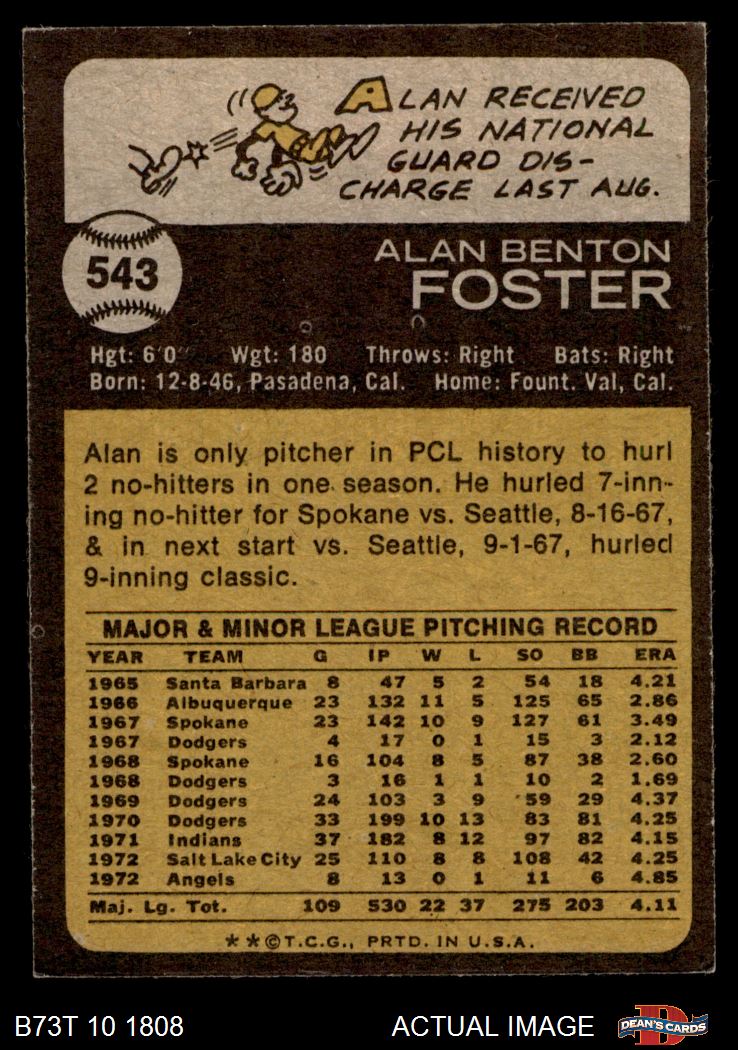 ALAN RECEIVED
HIS NATIONAL
GUARD DIS-
CHARGE LAST AUG.
543
ALAN BENTON
FOSTER
Hgt: 6'0" Wgt: 180 Throws: Right Bats: Right
Born: 12-8-46, Pasadena, Cal. Home: Fount. Val, Cal.
Alan is only pitcher in PCL history to hurl
2 no-hitters in one season. He hurled 7-inn-
ing no-hitter for Spokane vs. Seattle, 8-16-67,
& in next start vs. Seattle, 9-1-67, hurled
9-inning classic.
MAJOR & MINOR LEAGUE PITCHING RECORD
YEAR TEAM G IP W L SO BB ERA
1965 Santa Barbara 8 47 5 2 54 18 4.21
1966 Albuquerque 23 132 11 5 125 65 2.86
1967 Spokane 23 142 10 9 127 61 3.49
1967 Dodgers 4 17 0 1 15 3 2.12
1968 Spokane 16 104 8 5 87 38 2.60
1968 Dodgers 3 16 1 1 10 2 1.69
1969 Dodgers 24 103 3 9 59 29 4.37
1970 Dodgers 33 199 10 13 83 81 4.25
1971 Indians 37 182 8 12 97 82 4.15
1972 Salt Lake City 25 110 8 8 108 42 4.25
1972 Angels 8 13 0 1 11 6 4.85
Maj. Lg. Tot. 109 530 22 37 275 203 4.11
* * © T.C.G., PRTD. IN U.S.A.
B73T 10 1808 ACTUAL IMAGE D DEAN'S CARDS